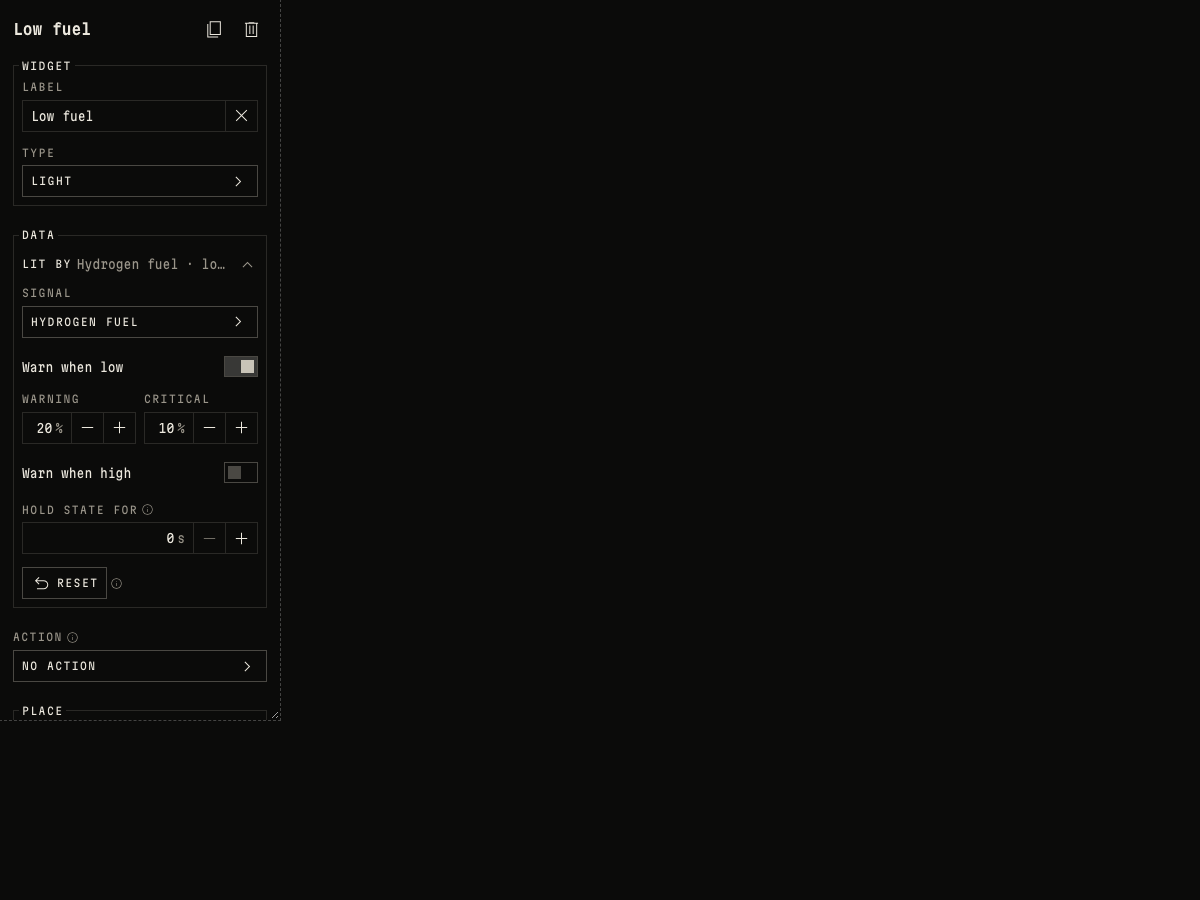 Low fuel
WIDGET
LABEL
Low fuel
TYPE
LIGHT
DATA
LIT BY Hydrogen fuel · lo…
SIGNAL
HYDROGEN FUEL
Warn when low
WARNING CRITICAL
20% 10%
Warn when high
HOLD STATE FOR
0s
RESET
ACTION
NO ACTION
PLACE